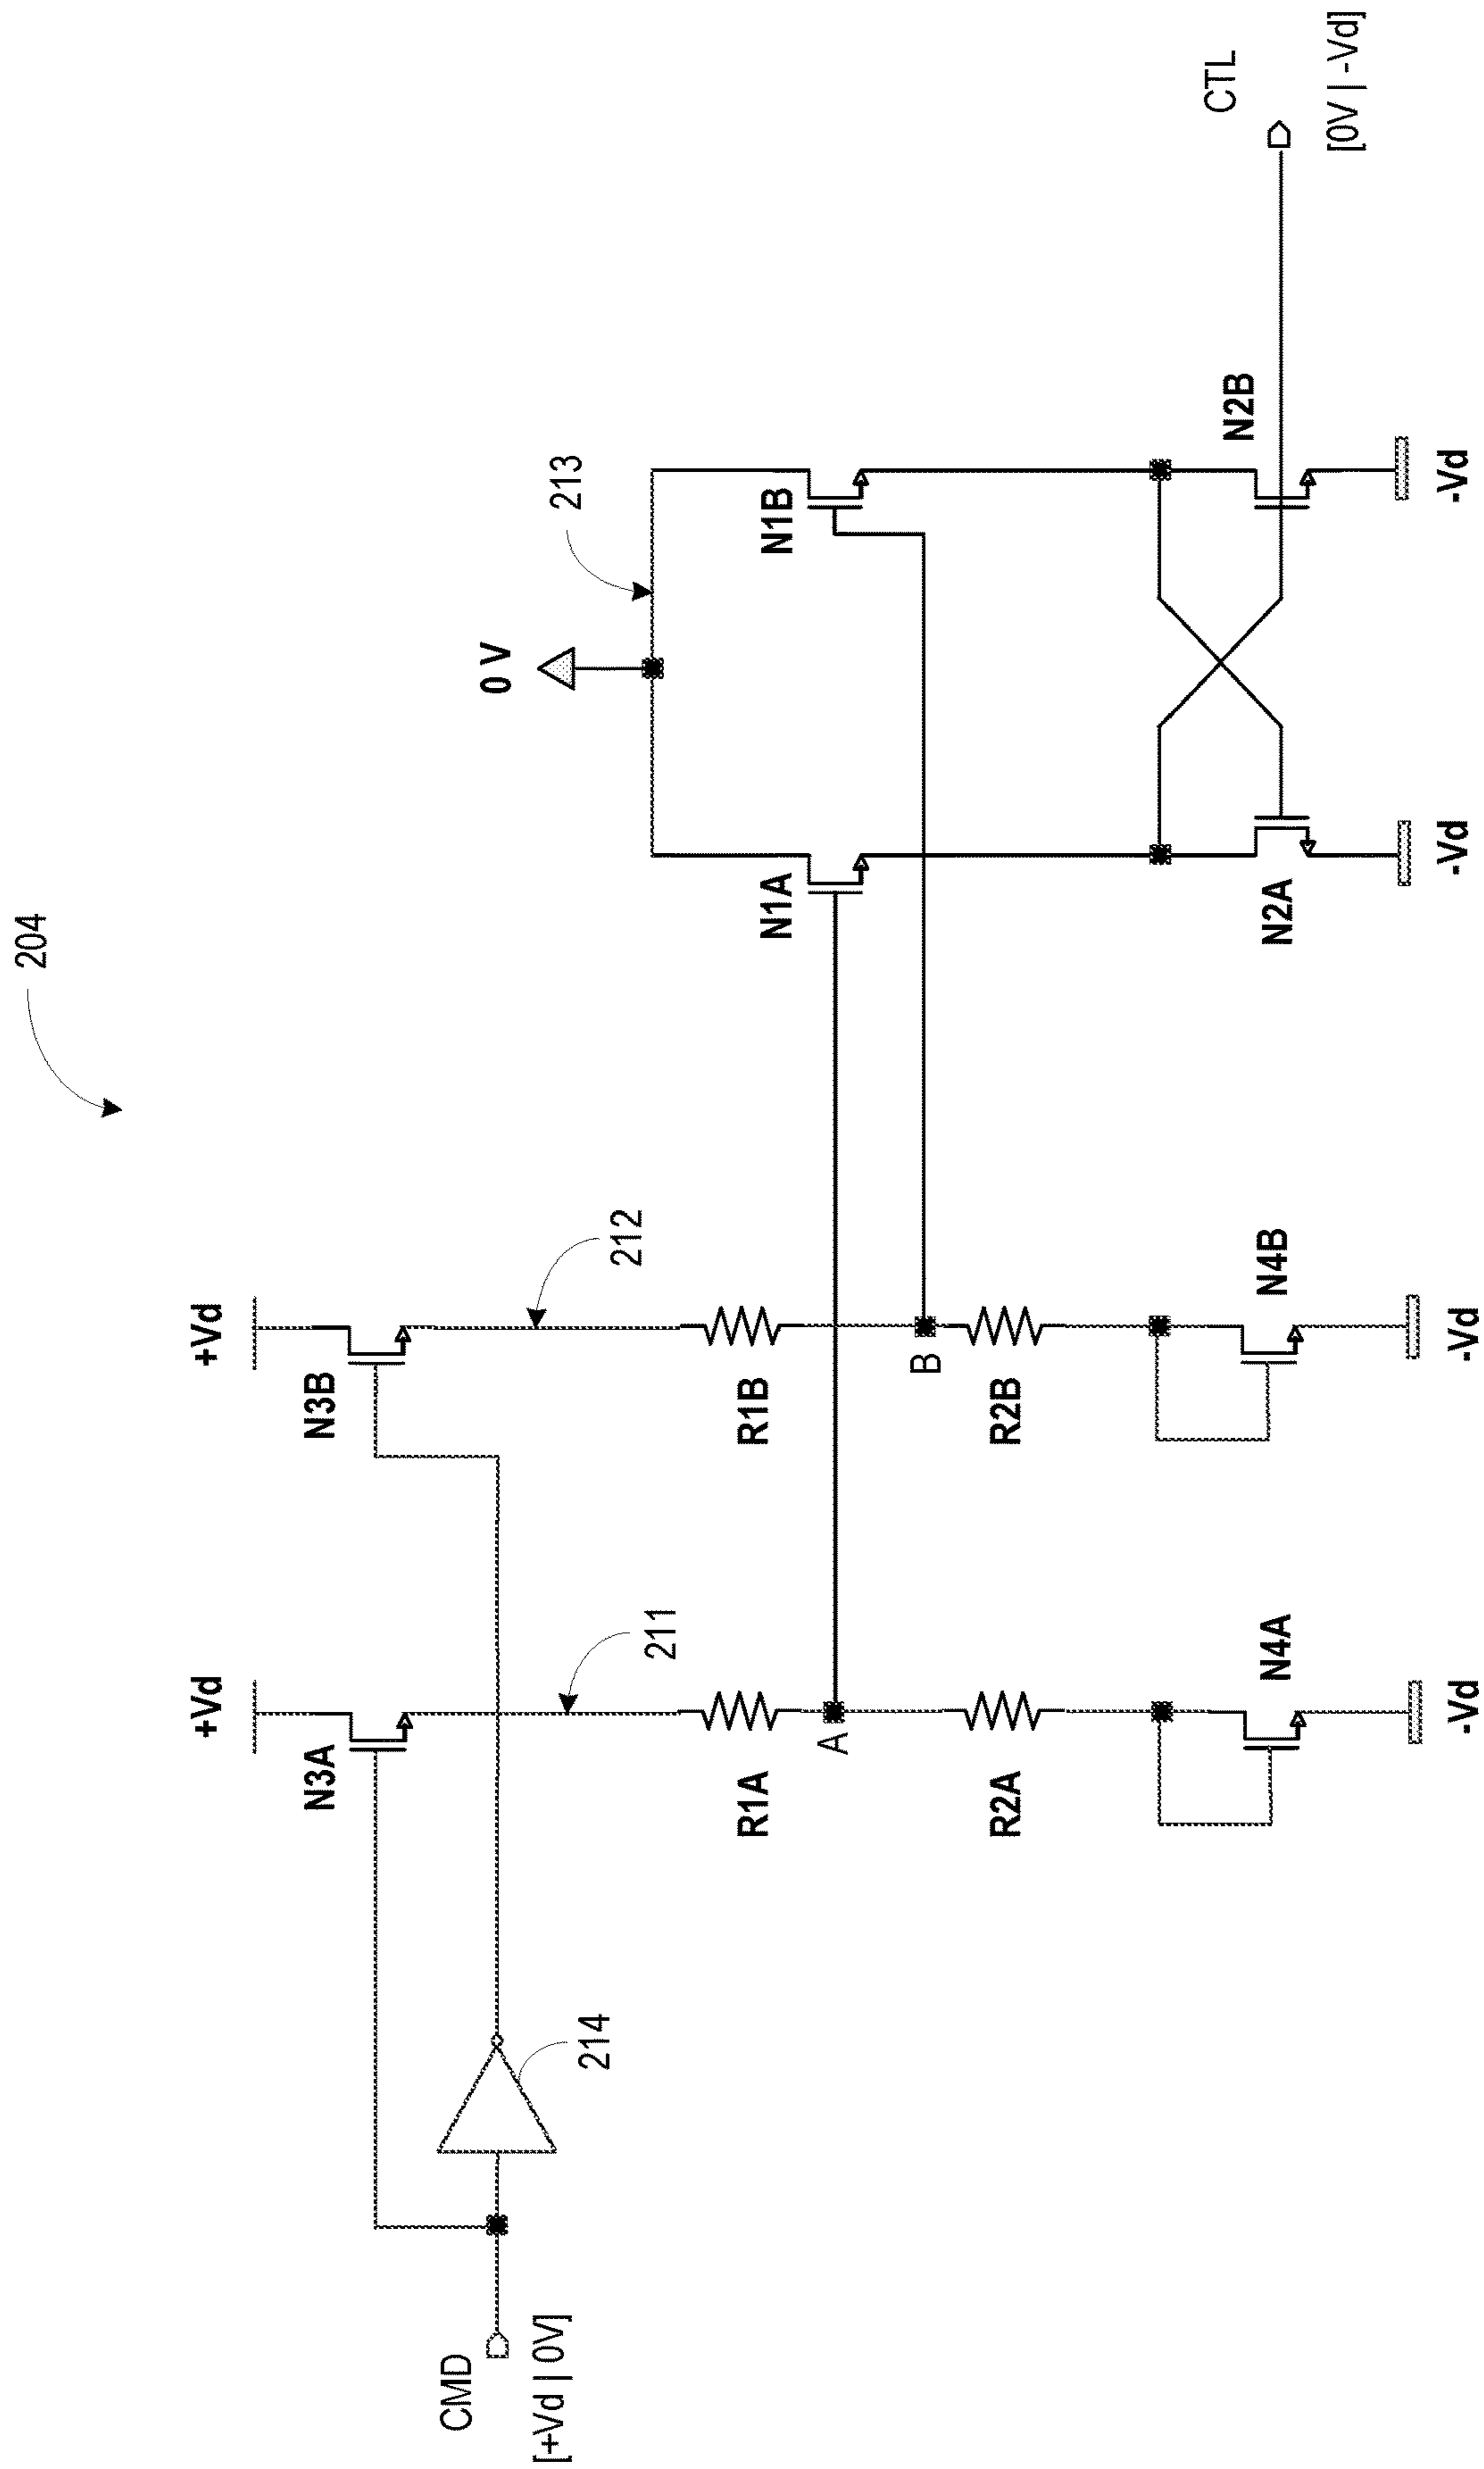 204
+Vd
+Vd
N3A
N3B
211
212
0 V
213
CMD
[+Vd | 0V]
214
R1A
R1B
N1A
N1B
A
B
R2A
R2B
N4A
N4B
N2A
N2B
CTL
[0V | -Vd]
-Vd
-Vd
-Vd
-Vd